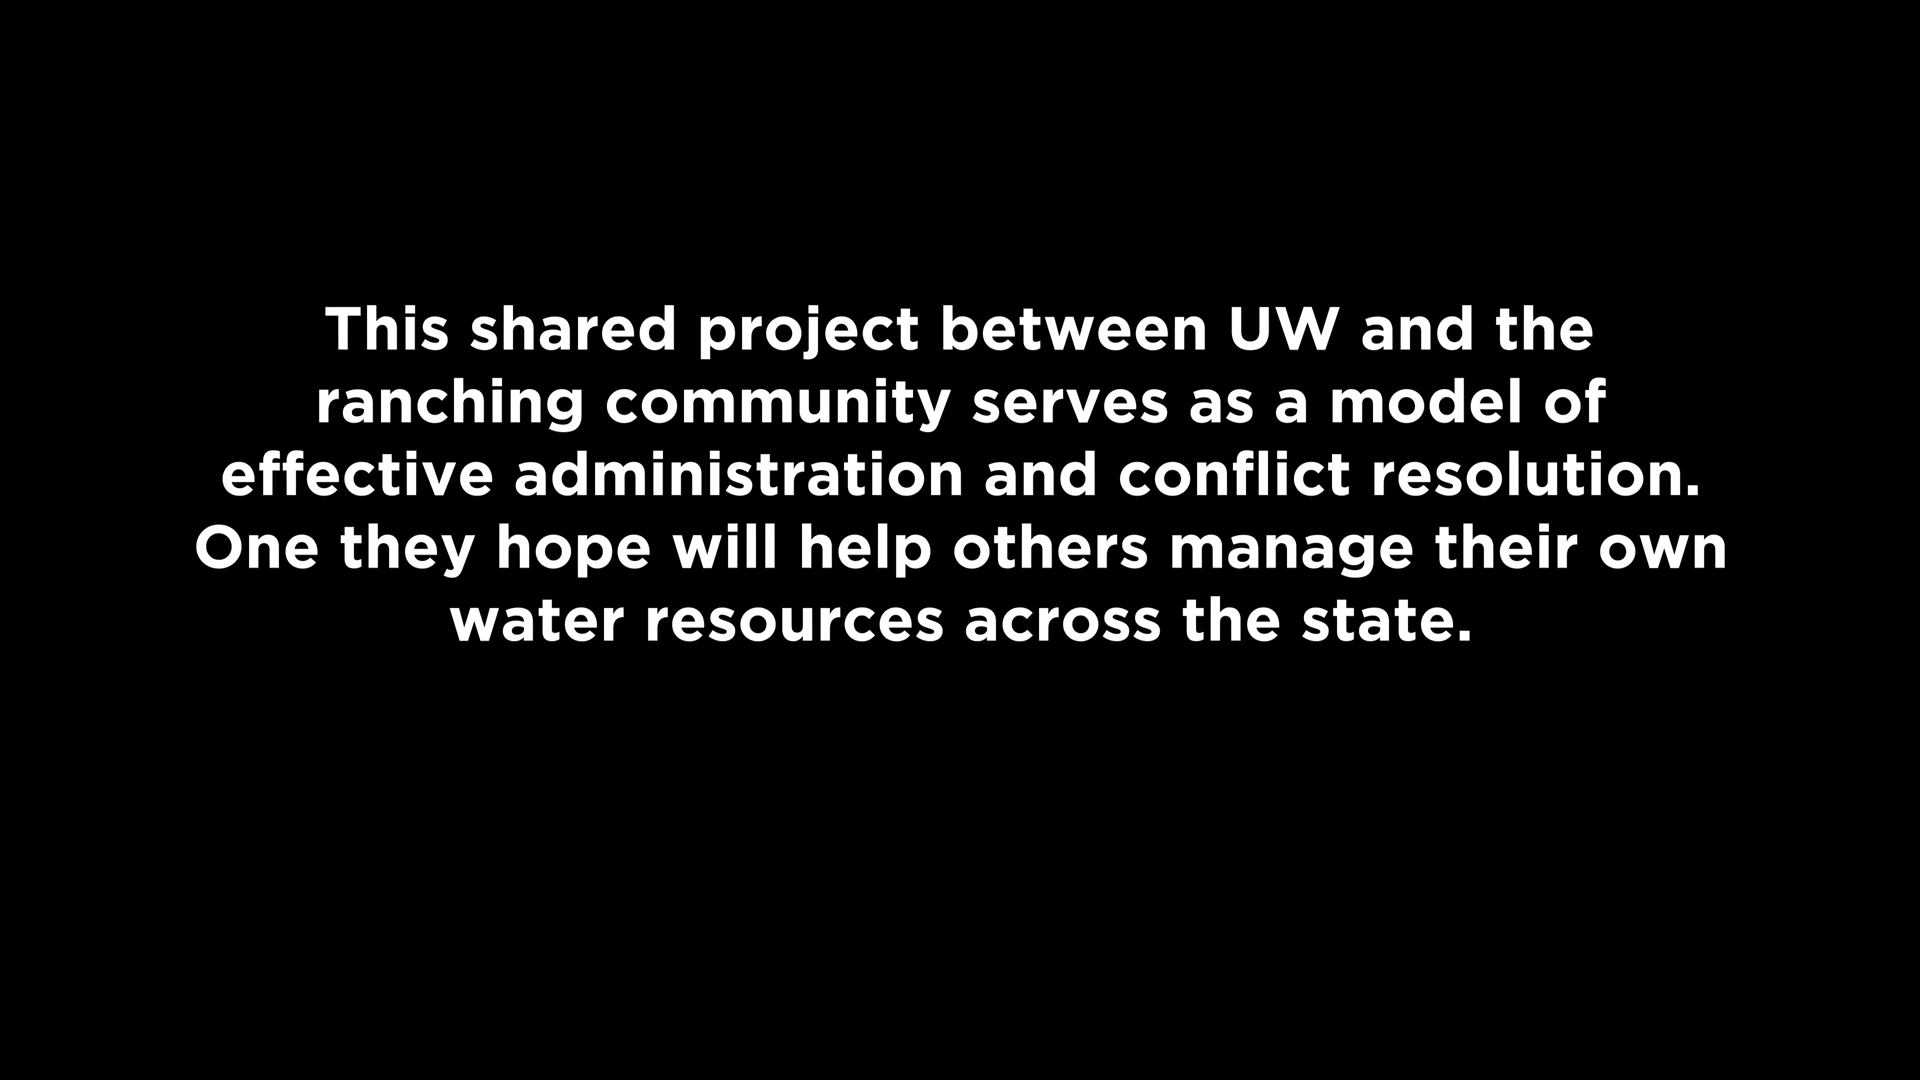 This shared project between UW and the
ranching community serves as a model of
effective administration and conflict resolution.
One they hope will help others manage their own
water resources across the state.